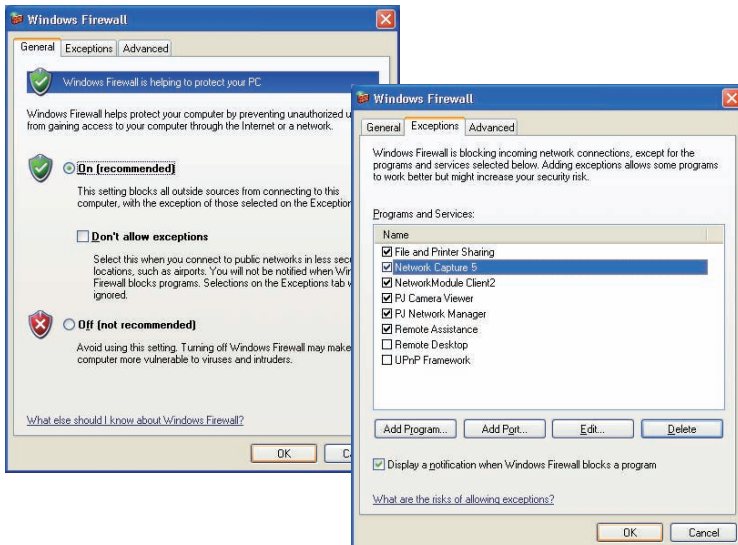 Windows Firewall
General Exceptions Advanced
Windows Firewall is helping to protect your PC
Windows Firewall helps protect your computer by preventing unauthorized u
from gaining access to your computer through the Internet or a network.
On (recommended)
This setting blocks all outside sources from connecting to this
computer, with the exception of those selected on the Exception
Don't allow exceptions
Select this when you connect to public networks in less secu
locations, such as airports. You will not be notified when Win
Firewall blocks programs. Selections on the Exceptions tab w
ignored.
Off (not recommended)
Avoid using this setting. Turning off Windows Firewall may make
computer more vulnerable to viruses and intruders.
What else should I know about Windows Firewall?
OK
Windows Firewall
General Exceptions Advanced
Windows Firewall is blocking incoming network connections, except for the
programs and services selected below. Adding exceptions allows some programs
to work better but might increase your security risk.
Programs and Services:
Name
File and Printer Sharing
Network Capture 5
NetworkModule Client2
PJ Camera Viewer
PJ Network Manager
Remote Assistance
Remote Desktop
UPnP Framework
Add Program... Add Port... Edit... Delete
Display a notification when Windows Firewall blocks a program
What are the risks of allowing exceptions?
OK Cancel